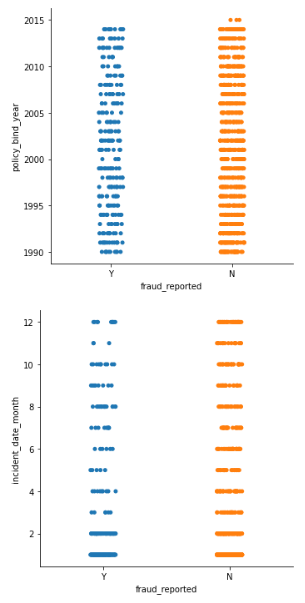 2015
2010
2005
2000
1995
1990
policy_bind_year
Y
N
fraud_reported
12
10
8
6
4
2
incident_date_month
Y
N
fraud_reported